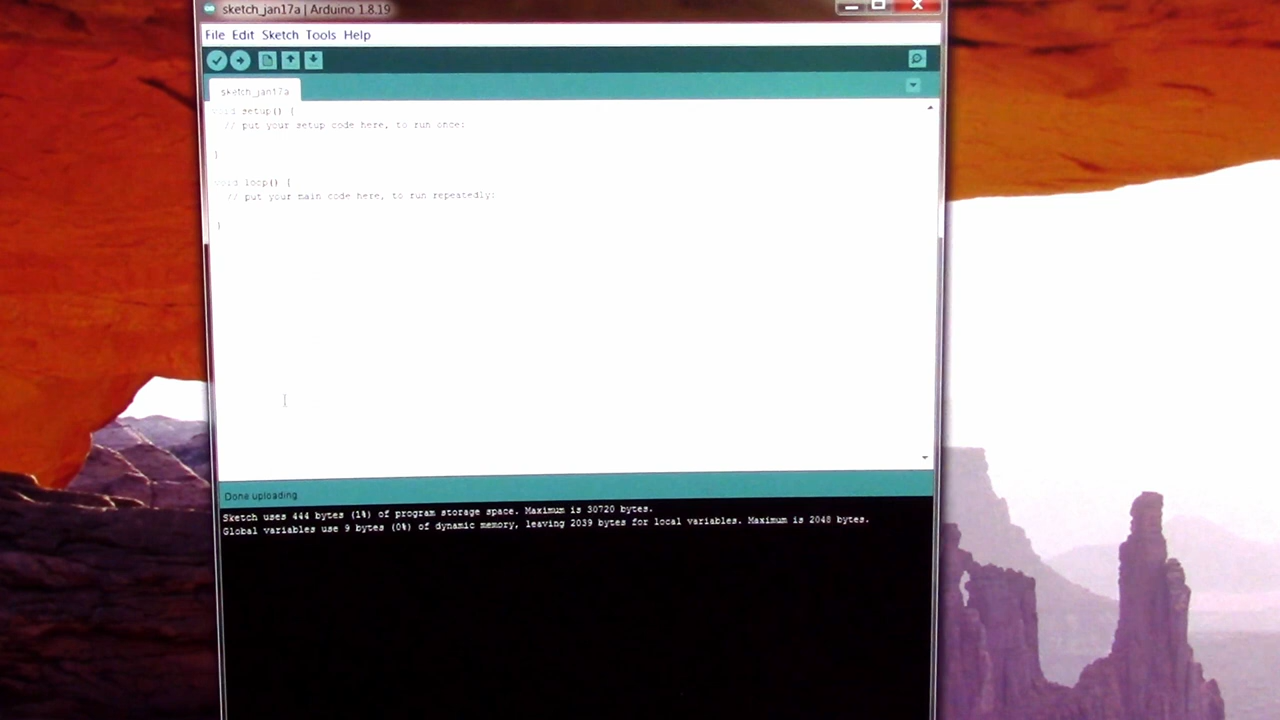 sketch_jan17a | Arduino 1.8.19
File Edit Sketch Tools Help
sketch_jan17a
void setup() {
// put your setup code here, to run once:
}
void loop() {
// put your main code here, to run repeatedly:
}
Done uploading
Sketch uses 444 bytes (1%) of program storage space. Maximum is 30720 bytes.
Global variables use 9 bytes (0%) of dynamic memory, leaving 2039 bytes for local variables. Maximum is 2048 bytes.